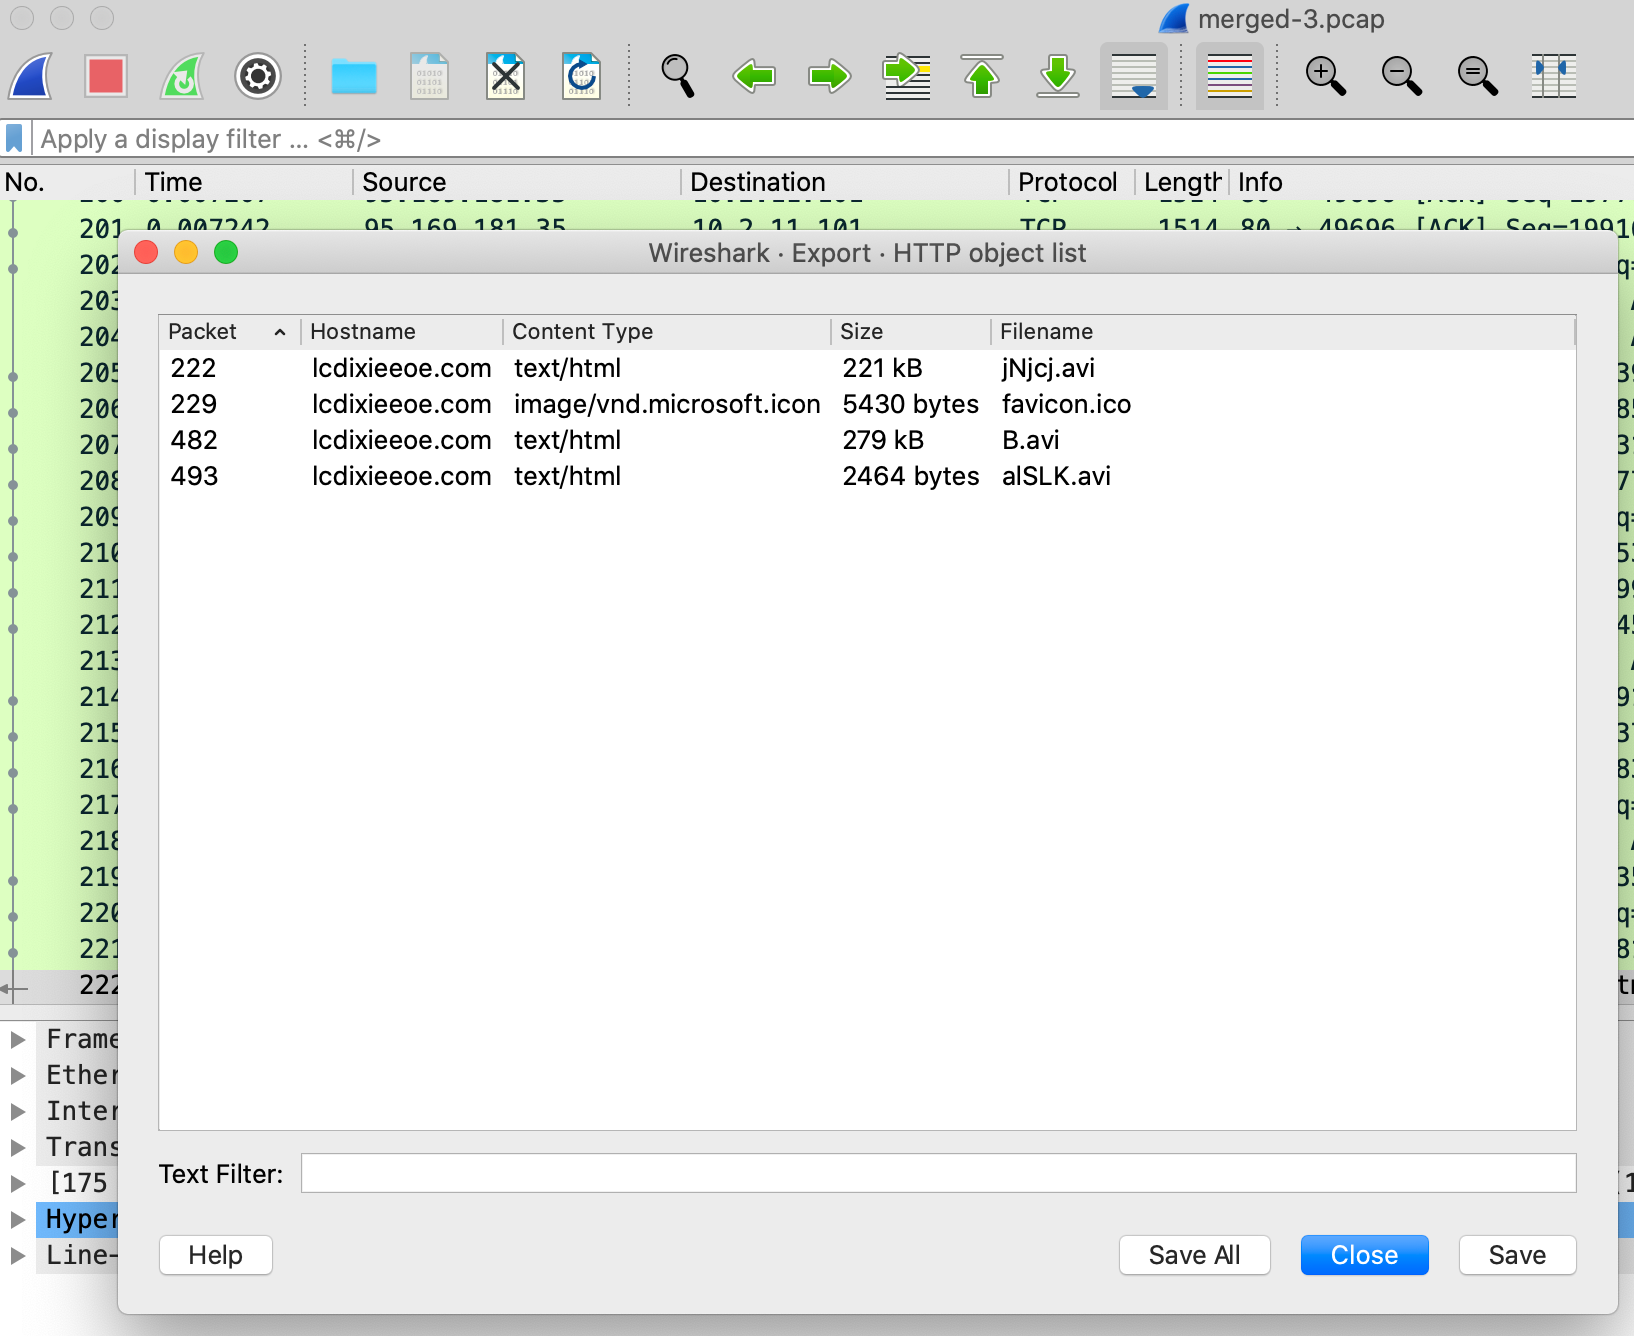 merged-3.pcap
Apply a display filter ... <⌘/>
No. Time Source Destination Protocol Length Info
201 0.007242 95.169.181.35 10.2.11.101 TCP 1514 80 → 49696 [ACK] Seq=1991
Wireshark · Export · HTTP object list
202
203
204
205
206
207
208
209
210
211
212
213
214
215
216
217
218
219
220
221
222
Packet Hostname Content Type Size Filename
222 lcdixieeoe.com text/html 221 kB jNjcj.avi
229 lcdixieeoe.com image/vnd.microsoft.icon 5430 bytes favicon.ico
482 lcdixieeoe.com text/html 279 kB B.avi
493 lcdixieeoe.com text/html 2464 bytes alSLK.avi
Frame
Ether
Inter
Trans
[175
Hyper
Line-
Text Filter:
Help Save All Close Save